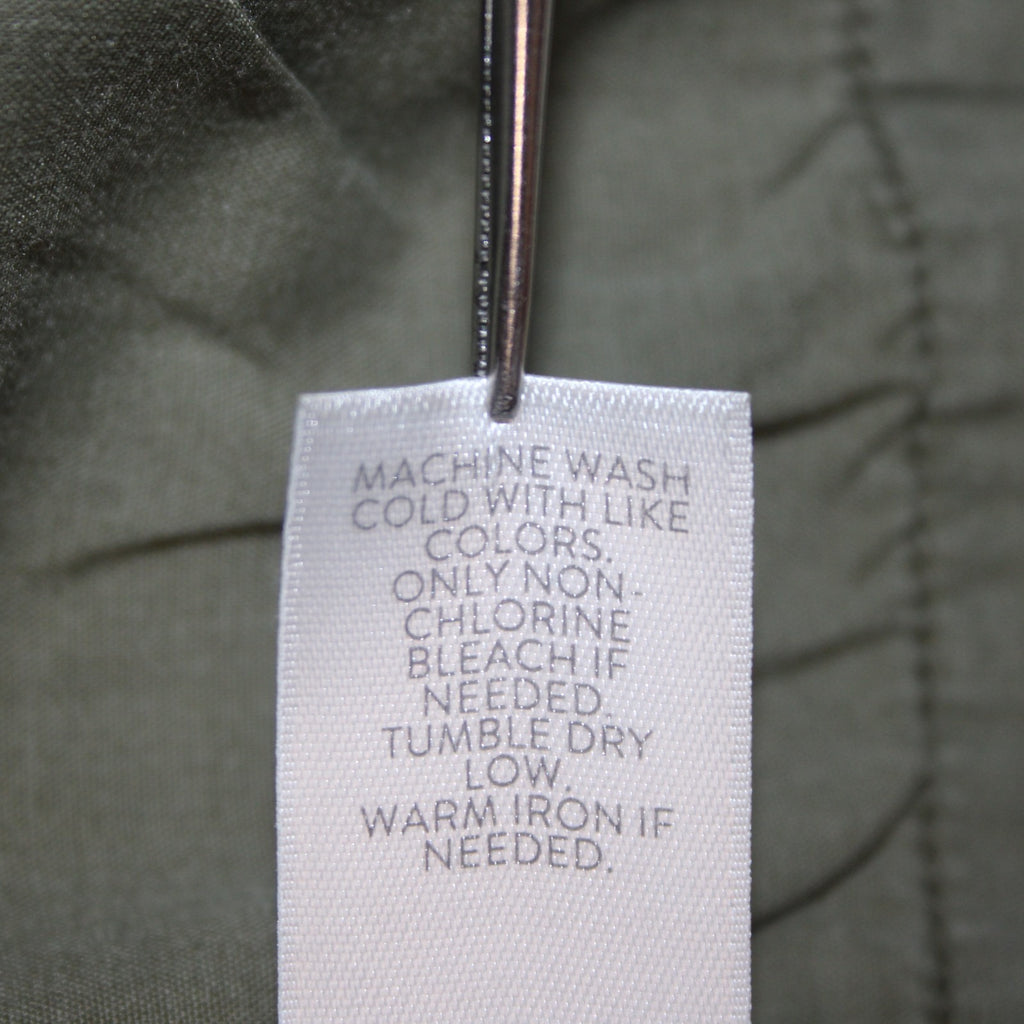 MACHINE WASH
COLD WITH LIKE
COLORS.
ONLY NON-
CHLORINE
BLEACH IF
NEEDED.
TUMBLE DRY
LOW.
WARM IRON IF
NEEDED.